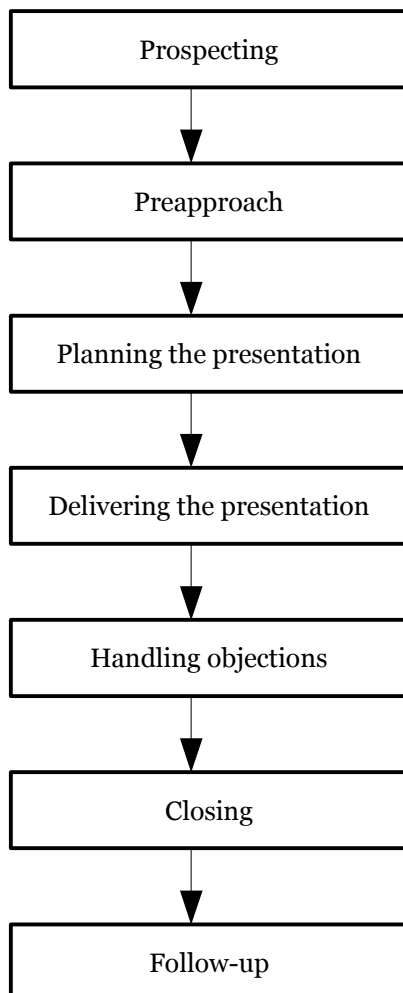 Prospecting
Preapproach
Planning the presentation
Delivering the presentation
Handling objections
Closing
Follow-up